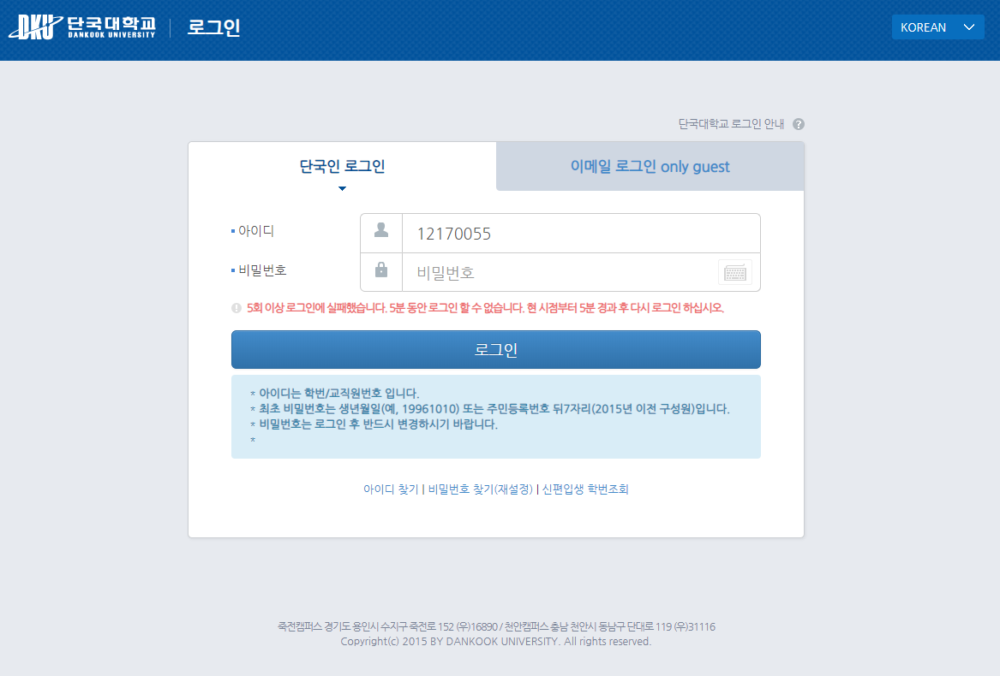 DKU 단국대학교
DANKOOK UNIVERSITY
로그인
KOREAN
단국대학교 로그인 안내 ?
단국인 로그인
이메일 로그인 only guest
아이디
12170055
비밀번호
비밀번호
5회 이상 로그인에 실패했습니다. 5분 동안 로그인 할 수 없습니다. 현 시점부터 5분 경과 후 다시 로그인 하십시오.
로그인
* 아이디는 학번/교직원번호 입니다.
* 최초 비밀번호는 생년월일(예, 19961010) 또는 주민등록번호 뒤7자리(2015년 이전 구성원)입니다.
* 비밀번호는 로그인 후 반드시 변경하시기 바랍니다.
*
아이디 찾기 | 비밀번호 찾기(재설정) | 신편입생 학번조회
죽전캠퍼스 경기도 용인시 수지구 죽전로 152 (우)16890 / 천안캠퍼스 충남 천안시 동남구 단대로 119 (우)31116
Copyright(c) 2015 BY DANKOOK UNIVERSITY. All rights reserved.